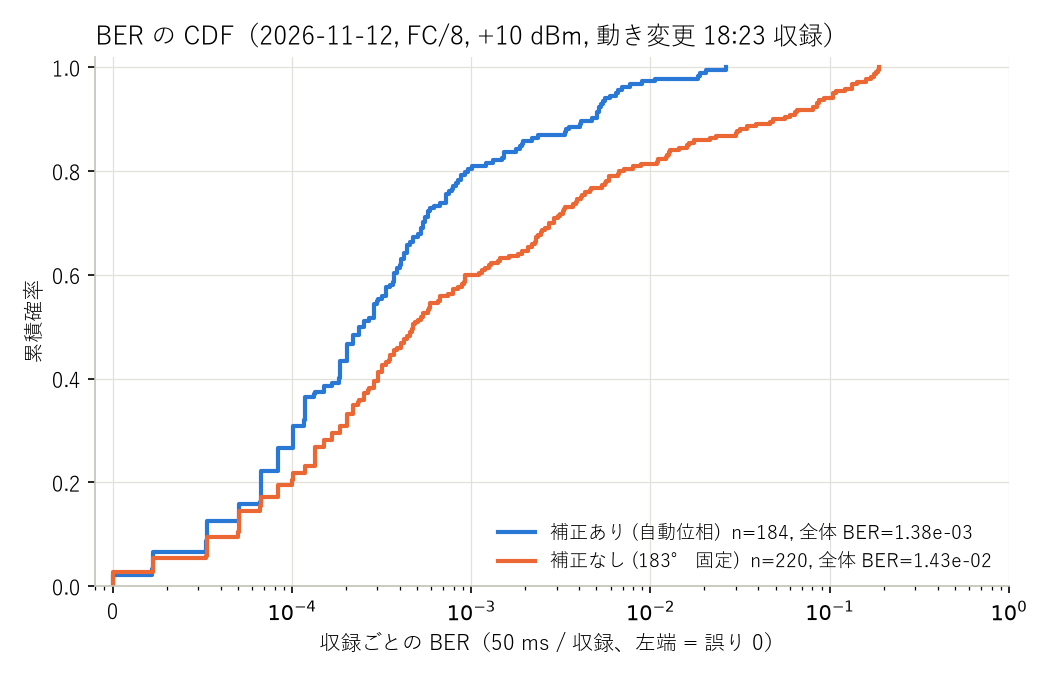 BER の CDF（2026-11-12, FC/8, +10 dBm, 動き変更 18:23 収録）
累積確率
1.0
0.8
0.6
0.4
0.2
0.0
補正あり (自動位相) n=184, 全体 BER=1.38e-03
補正なし (183° 固定) n=220, 全体 BER=1.43e-02
0 10⁻⁴ 10⁻³ 10⁻² 10⁻¹ 10⁰
収録ごとの BER（50 ms / 収録、左端 = 誤り 0）